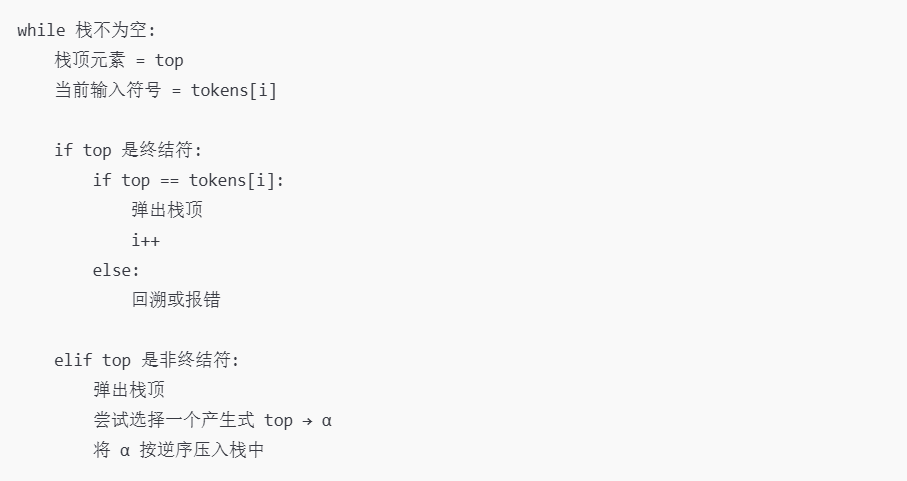 while 栈不为空:
    栈顶元素 = top
    当前输入符号 = tokens[i]

    if top 是终结符:
        if top == tokens[i]:
            弹出栈顶
            i++
        else:
            回溯或报错

    elif top 是非终结符:
        弹出栈顶
        尝试选择一个产生式 top → α
        将 α 按逆序压入栈中